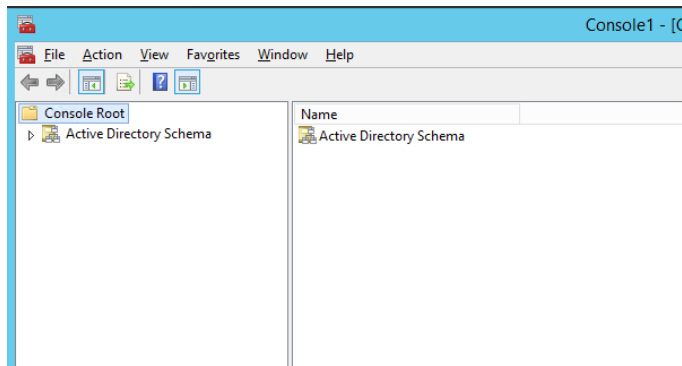 Console1 - [C
File Action View Favorites Window Help
Console Root
Active Directory Schema
Name
Active Directory Schema